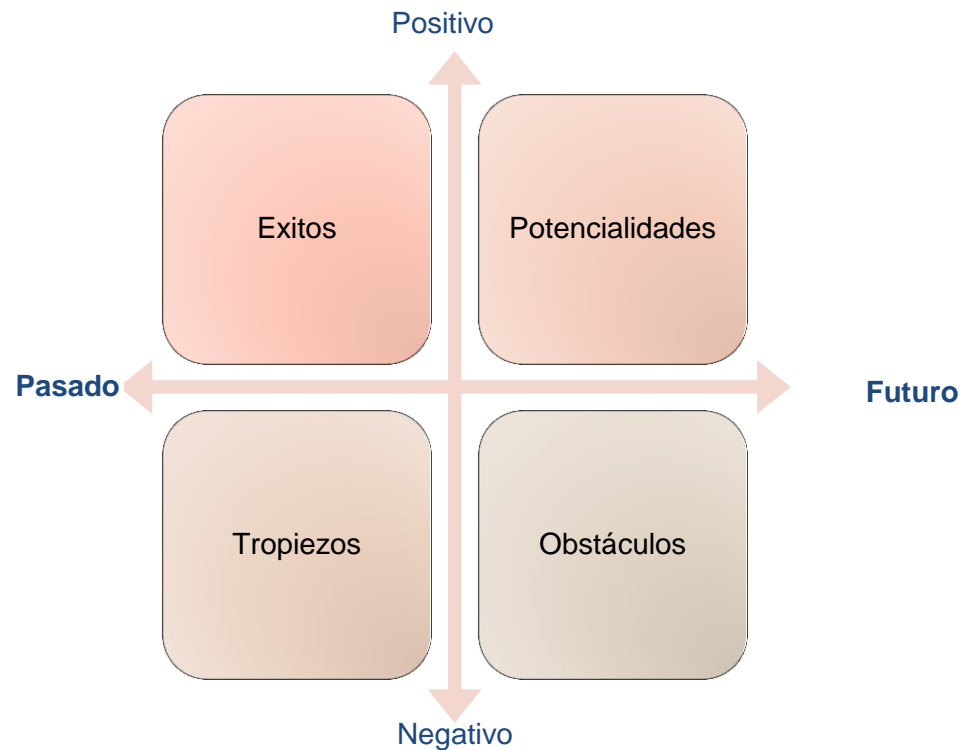 Positivo
Exitos
Potencialidades
Pasado
Futuro
Tropiezos
Obstáculos
Negativo